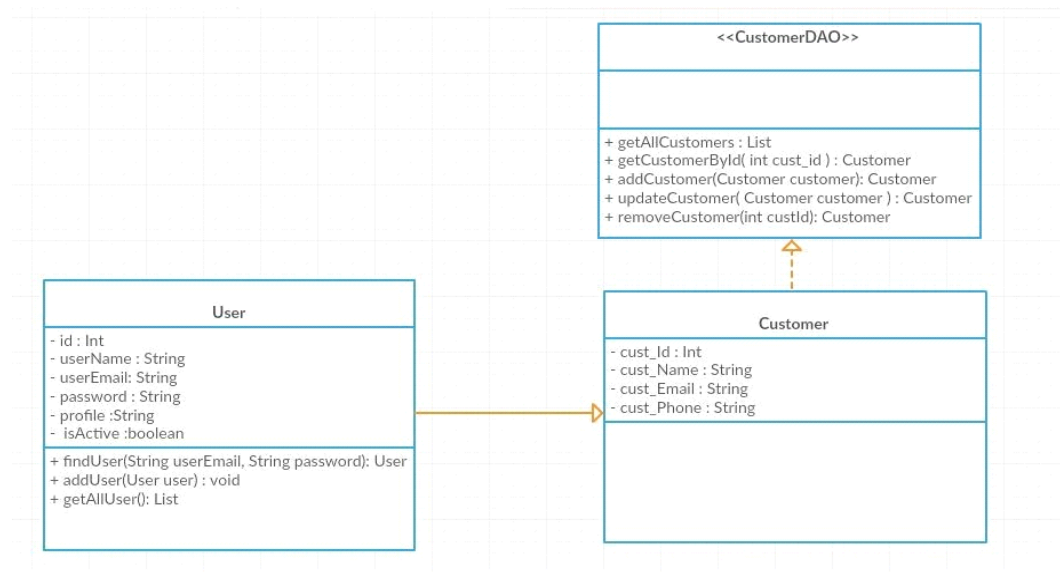 <<CustomerDAO>>
+ getAllCustomers : List
+ getCustomerById( int cust_id ) : Customer
+ addCustomer(Customer customer): Customer
+ updateCustomer( Customer customer ) : Customer
+ removeCustomer(int custId): Customer
User
- id : Int
- userName : String
- userEmail: String
- password : String
- profile :String
- isActive :boolean
+ findUser(String userEmail, String password): User
+ addUser(User user) : void
+ getAllUser(): List
Customer
- cust_Id : Int
- cust_Name : String
- cust_Email : String
- cust_Phone : String